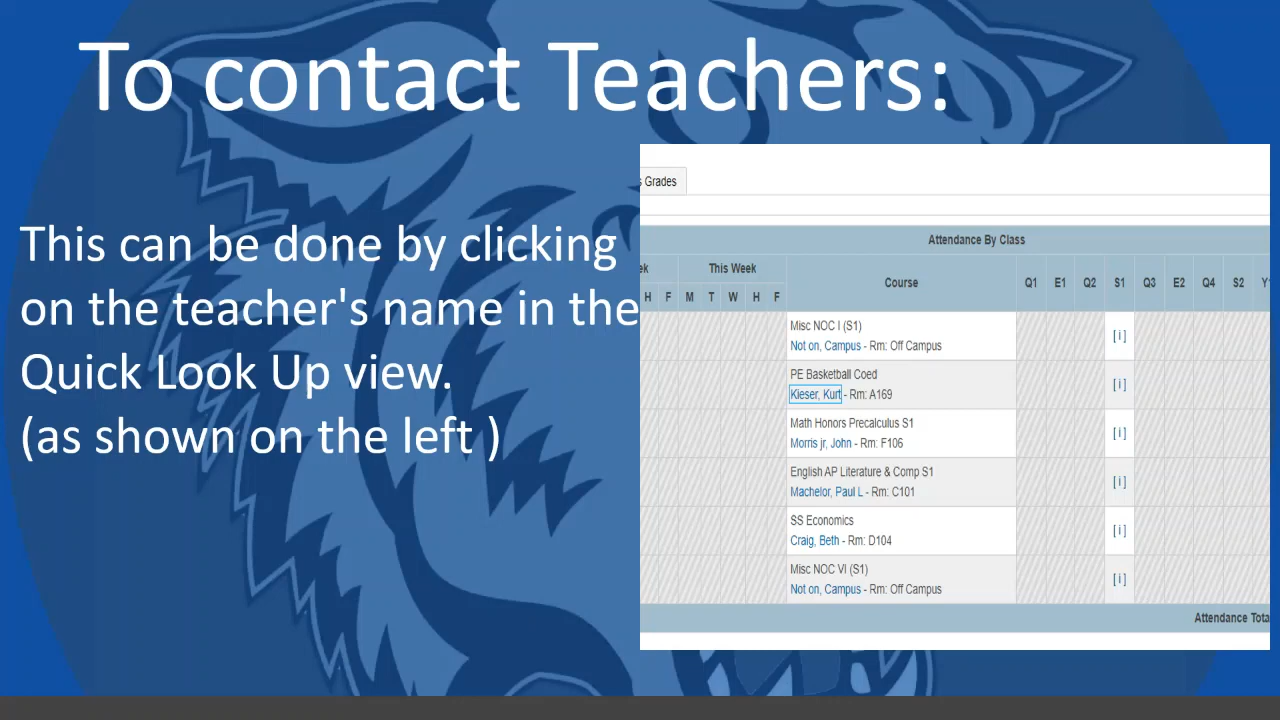 To contact Teachers:
This can be done by clicking
on the teacher's name in the
Quick Look Up view.
(as shown on the left )
s Grades
Attendance By Class
ek This Week Course Q1 E1 Q2 S1 Q3 E2 Q4 S2 Y
H F M T W H F
Misc NOC I (S1)
Not on, Campus - Rm: Off Campus [ i ]
PE Basketball Coed
Kieser, Kurt - Rm: A169 [ i ]
Math Honors Precalculus S1
Morris jr, John - Rm: F106 [ i ]
English AP Literature & Comp S1
Machelor, Paul L - Rm: C101 [ i ]
SS Economics
Craig, Beth - Rm: D104 [ i ]
Misc NOC VI (S1)
Not on, Campus - Rm: Off Campus [ i ]
Attendance Tota